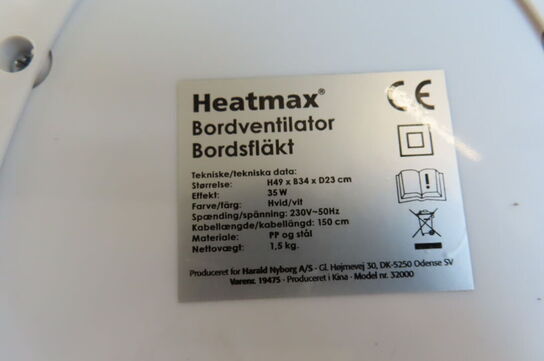 Heatmax®
Bordventilator
Bordsfläkt
Tekniske/tekniska data:
Størrelse: H49 x B34 x D23 cm
Effekt: 35 W
Farve/färg: Hvid/vit
Spænding/spänning: 230V~50Hz
Kabellængde/kabellängd: 150 cm
Materiale: PP og stål
Nettovægt: 1,5 kg.
Produceret for Harald Nyborg A/S - Gl. Højmevej 30, DK-5250 Odense SV
Varenr. 19475 - Produceret i Kina - Model nr. 32000
CE